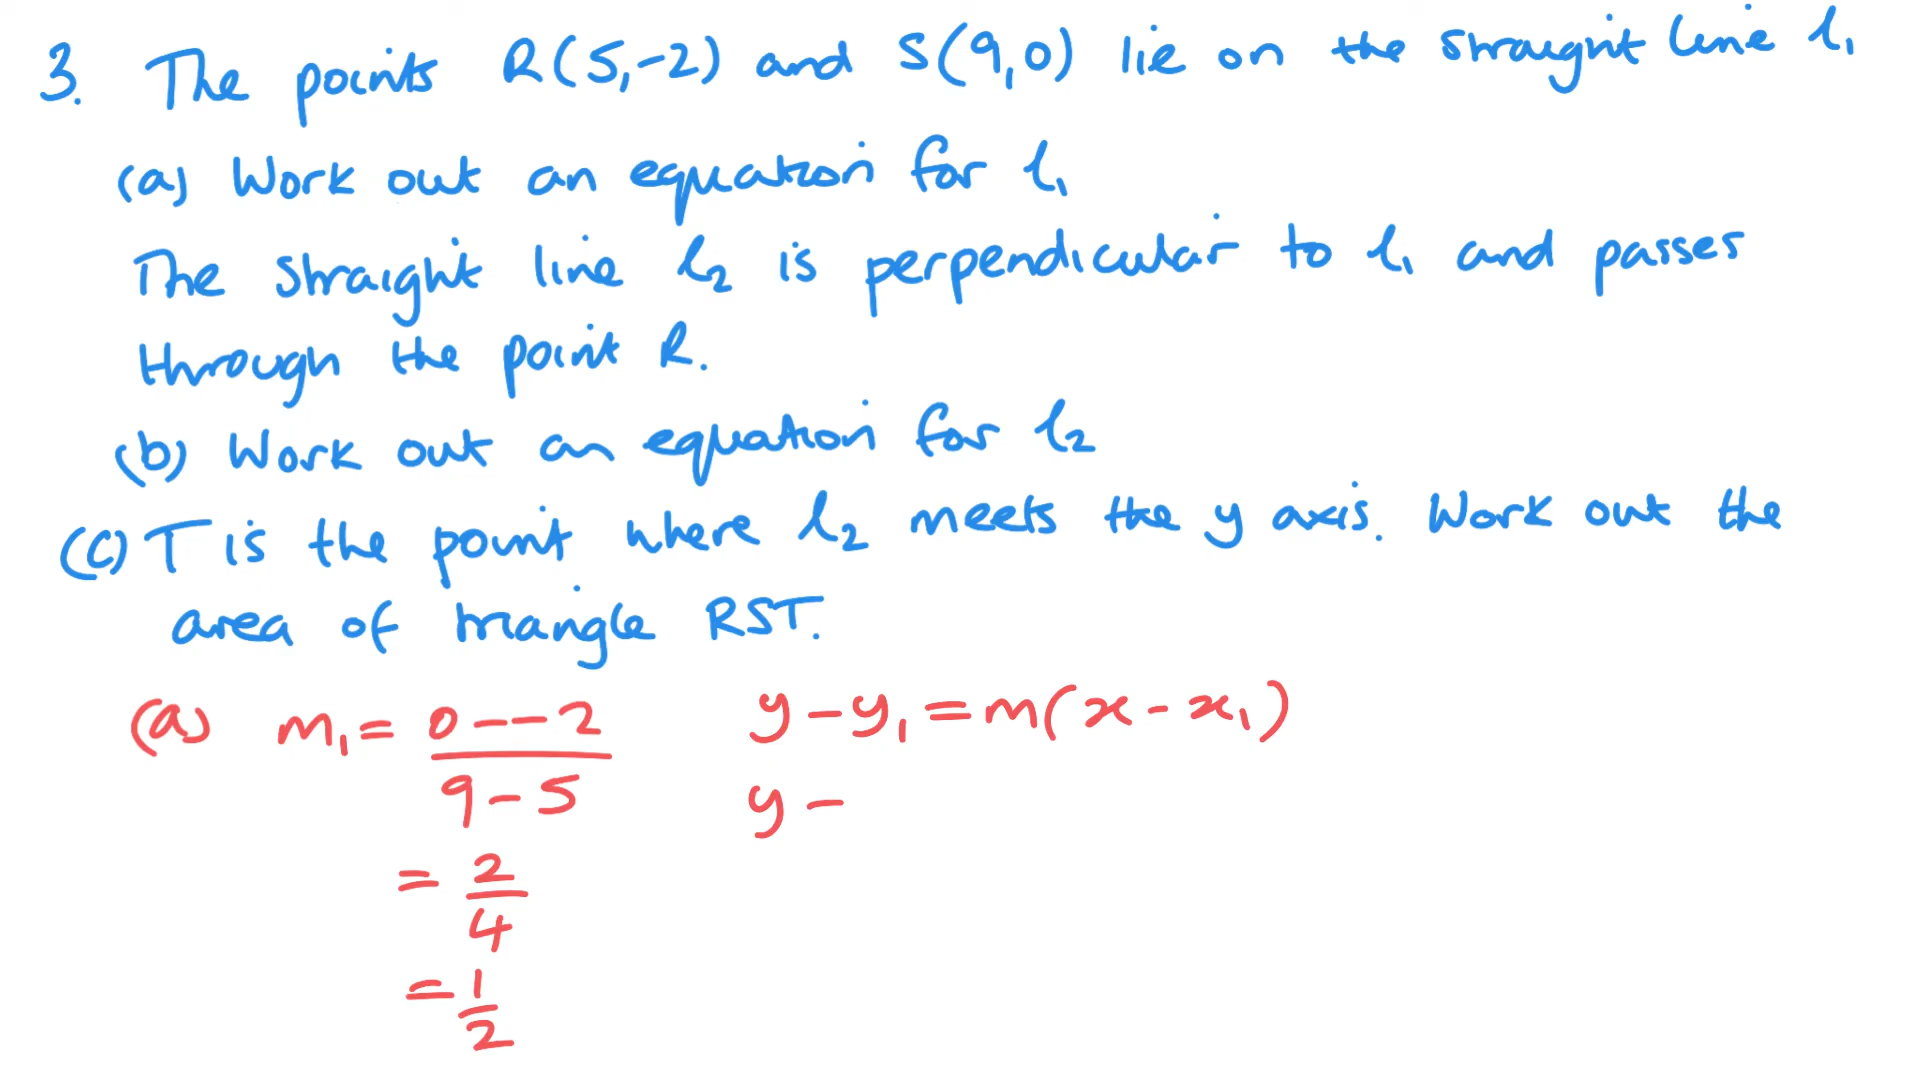 3. The points R(5,-2) and S(9,0) lie on the straight line l₁
(a) Work out an equation for l₁
The straight line l₂ is perpendicular to l₁ and passes
through the point R.
(b) Work out an equation for l₂
(c) T is the point where l₂ meets the y axis. Work out the
area of triangle RST.
(a) m₁ = 0--2
9-5
= 2
4
= 1
2
y-y₁ = m(x-x₁)
y-